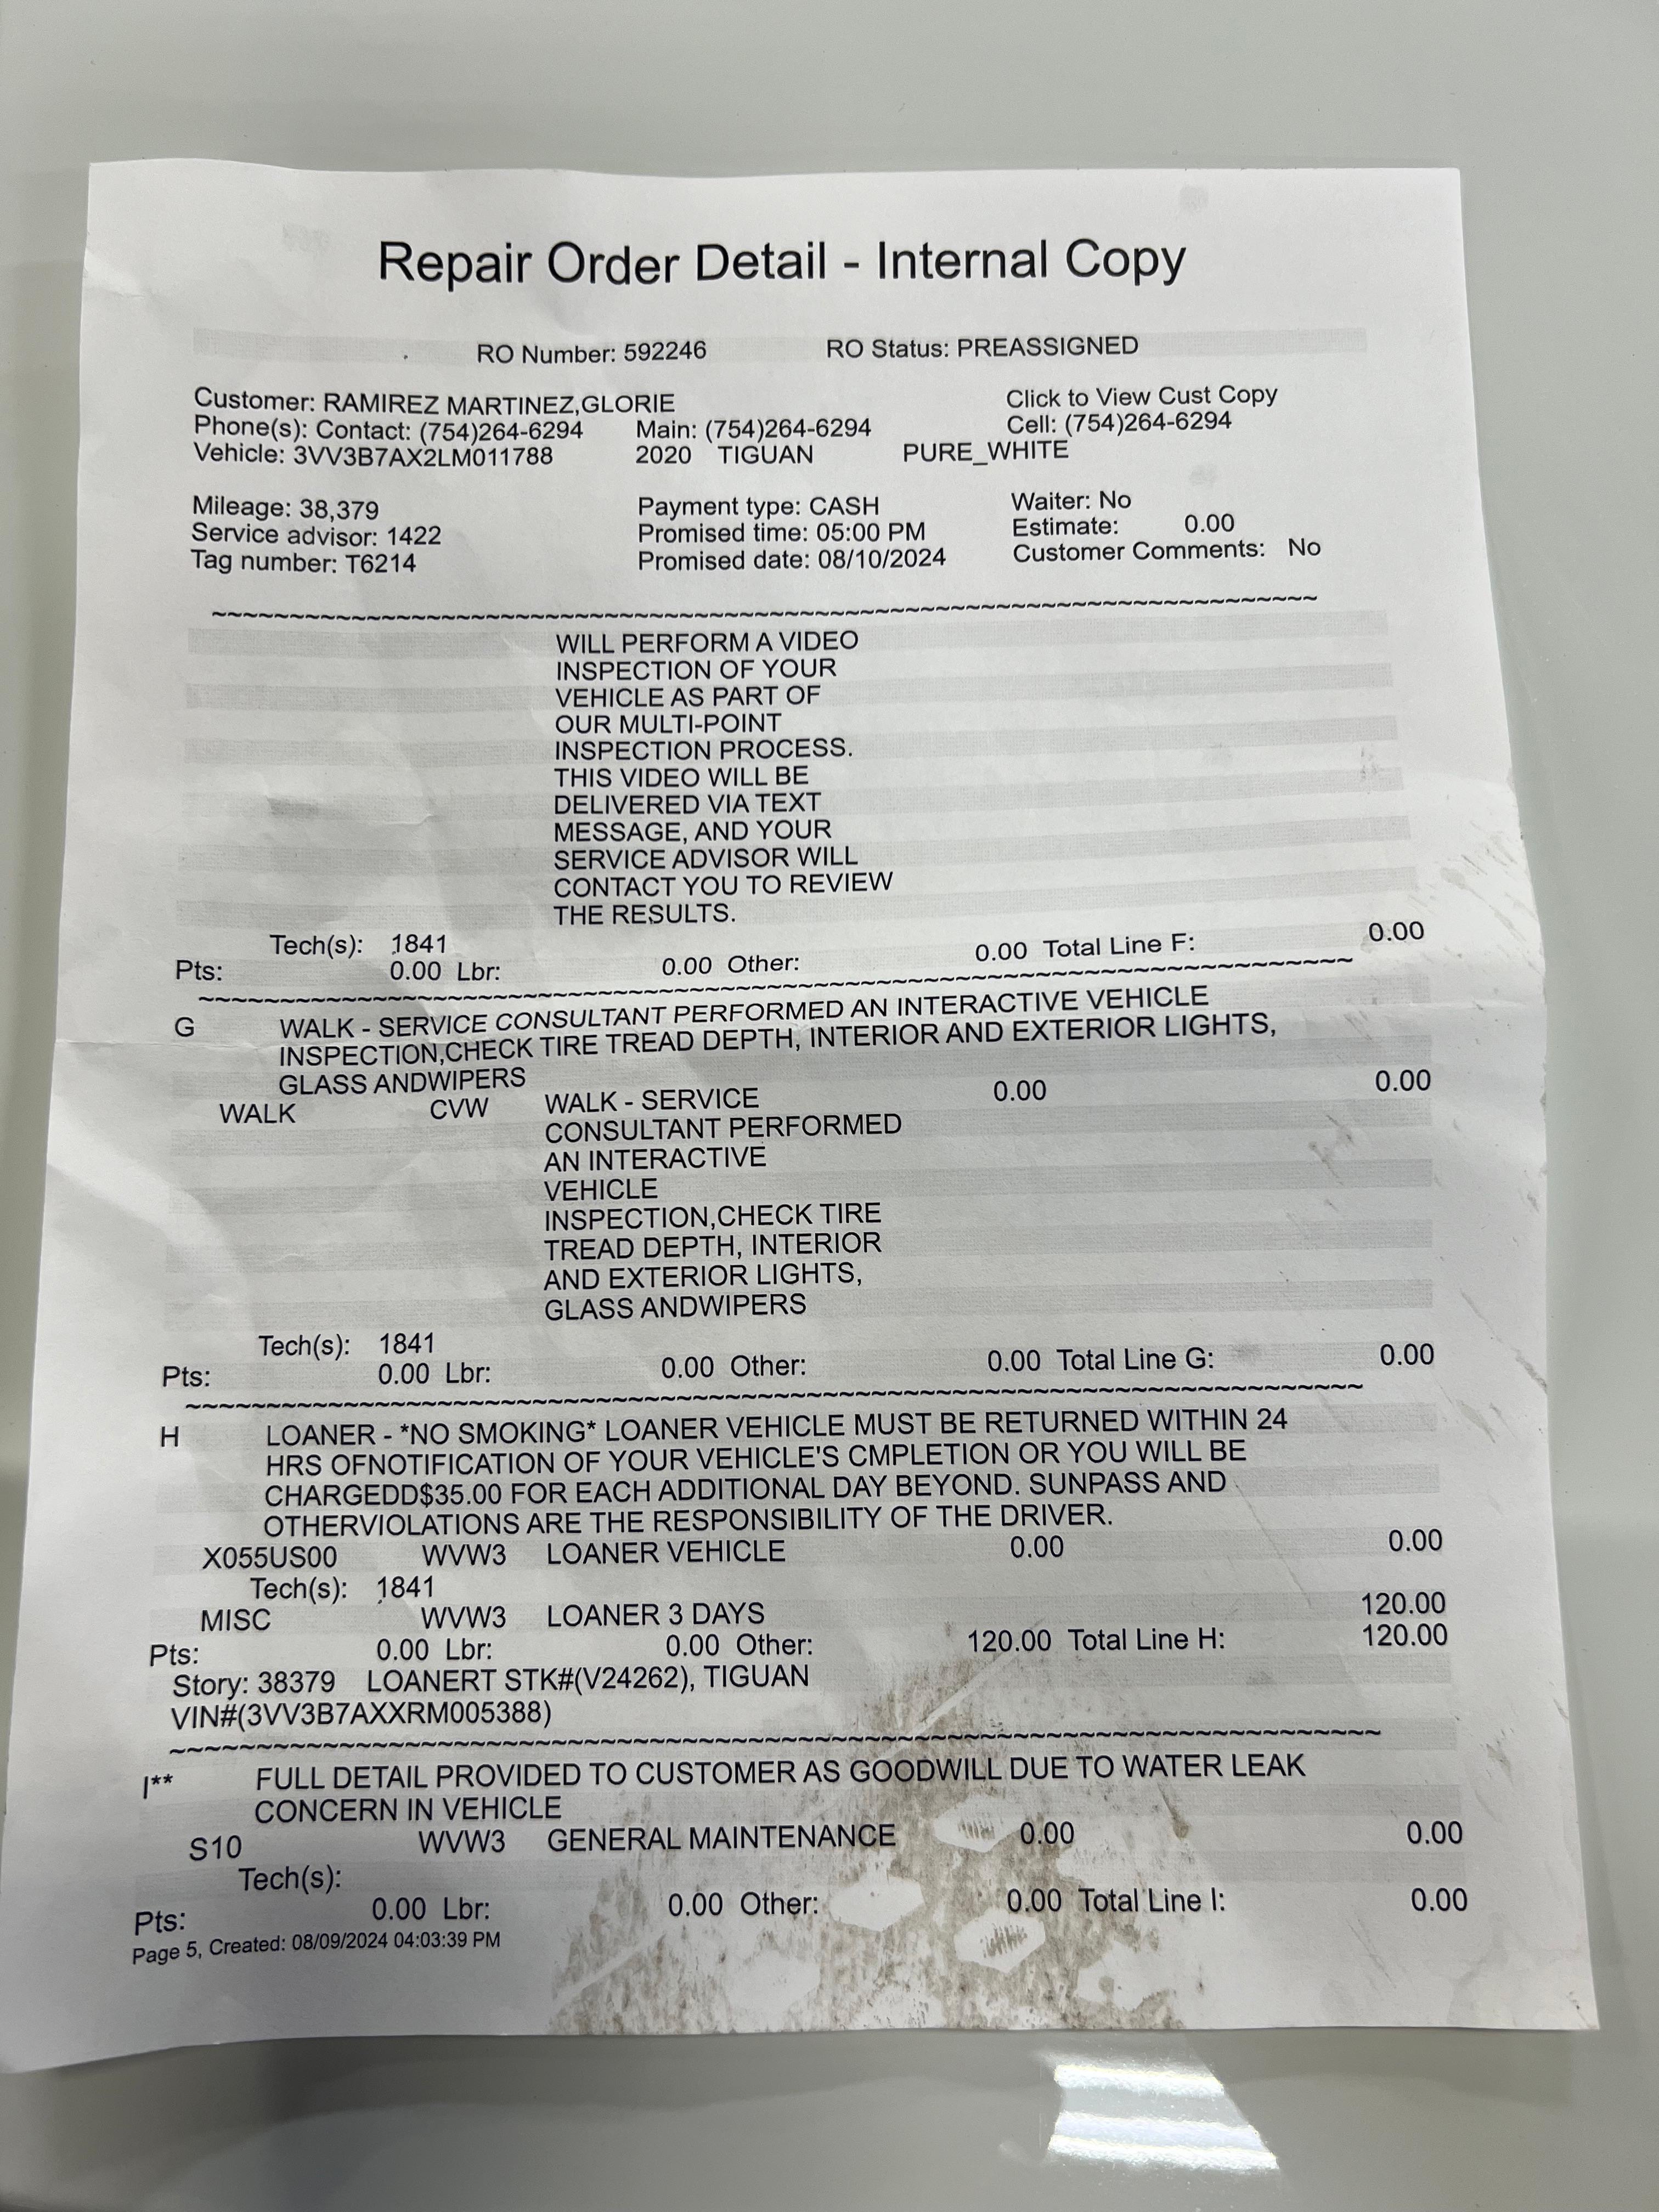 Repair Order Detail - Internal Copy
RO Number: 592246 RO Status: PREASSIGNED
Customer: RAMIREZ MARTINEZ,GLORIE Click to View Cust Copy
Phone(s): Contact: (754)264-6294 Main: (754)264-6294 Cell: (754)264-6294
Vehicle: 3VV3B7AX2LM011788 2020 TIGUAN PURE_WHITE
Mileage: 38,379 Payment type: CASH Waiter: No
Service advisor: 1422 Promised time: 05:00 PM Estimate: 0.00
Tag number: T6214 Promised date: 08/10/2024 Customer Comments: No
~~~~~~~~~~~~~~~~~~~~~~~~~~~~~~~~~~~~~~~~~~~~~~~~~~~~~~~~~~~~~~~~~~~~~~
WILL PERFORM A VIDEO
INSPECTION OF YOUR
VEHICLE AS PART OF
OUR MULTI-POINT
INSPECTION PROCESS.
THIS VIDEO WILL BE
DELIVERED VIA TEXT
MESSAGE, AND YOUR
SERVICE ADVISOR WILL
CONTACT YOU TO REVIEW
THE RESULTS.
Tech(s): 1841
Pts: 0.00 Lbr: 0.00 Other: 0.00 Total Line F: 0.00
~~~~~~~~~~~~~~~~~~~~~~~~~~~~~~~~~~~~~~~~~~~~~~~~~~~~~~~~~~~~~~~~~~~~~~
G WALK - SERVICE CONSULTANT PERFORMED AN INTERACTIVE VEHICLE
INSPECTION,CHECK TIRE TREAD DEPTH, INTERIOR AND EXTERIOR LIGHTS,
GLASS ANDWIPERS
WALK CVW WALK - SERVICE 0.00 0.00
CONSULTANT PERFORMED
AN INTERACTIVE
VEHICLE
INSPECTION,CHECK TIRE
TREAD DEPTH, INTERIOR
AND EXTERIOR LIGHTS,
GLASS ANDWIPERS
Tech(s): 1841
Pts: 0.00 Lbr: 0.00 Other: 0.00 Total Line G: 0.00
~~~~~~~~~~~~~~~~~~~~~~~~~~~~~~~~~~~~~~~~~~~~~~~~~~~~~~~~~~~~~~~~~~~~~~
H LOANER - *NO SMOKING* LOANER VEHICLE MUST BE RETURNED WITHIN 24
HRS OFNOTIFICATION OF YOUR VEHICLE'S CMPLETION OR YOU WILL BE
CHARGEDD$35.00 FOR EACH ADDITIONAL DAY BEYOND. SUNPASS AND
OTHERVIOLATIONS ARE THE RESPONSIBILITY OF THE DRIVER.
X055US00 WVW3 LOANER VEHICLE 0.00 0.00
Tech(s): 1841
MISC WVW3 LOANER 3 DAYS 120.00
Pts: 0.00 Lbr: 0.00 Other: 120.00 Total Line H: 120.00
Story: 38379 LOANERT STK#(V24262), TIGUAN
VIN#(3VV3B7AXXRM005388)
~~~~~~~~~~~~~~~~~~~~~~~~~~~~~~~~~~~~~~~~~~~~~~~~~~~~~~~~~~~~~~~~~~~~~~
I** FULL DETAIL PROVIDED TO CUSTOMER AS GOODWILL DUE TO WATER LEAK
CONCERN IN VEHICLE
S10 WVW3 GENERAL MAINTENANCE 0.00 0.00
Tech(s):
Pts: 0.00 Lbr: 0.00 Other: 0.00 Total Line I: 0.00
Page 5, Created: 08/09/2024 04:03:39 PM